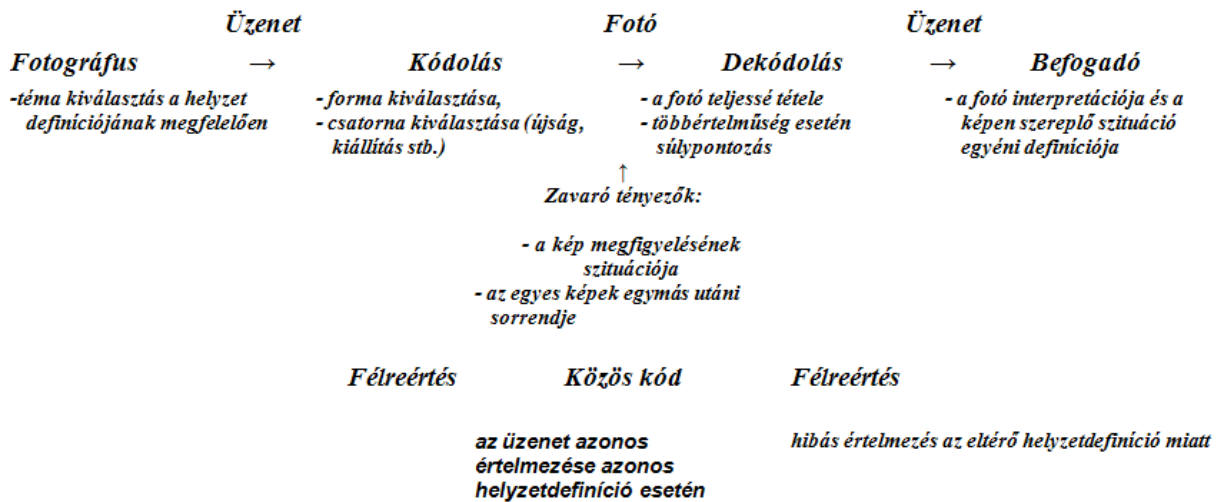 Üzenet Fotó Üzenet
Fotográfus → Kódolás → Dekódolás → Befogadó
-téma kiválasztás a helyzet
definíciójának megfelelően
- forma kiválasztása,
- csatorna kiválasztása (újság,
kiállítás stb.)
- a fotó teljessé tétele
- többértelműség esetén
súlypontozás
- a fotó interpretációja és a
képen szereplő szituáció
egyéni definíciója
↑
Zavaró tényezők:
- a kép megfigyelésének
szituációja
- az egyes képek egymás utáni
sorrendje
Félreértés Közös kód Félreértés
az üzenet azonos
értelmezése azonos
helyzetdefiníció esetén
hibás értelmezés az eltérő helyzetdefiníció miatt